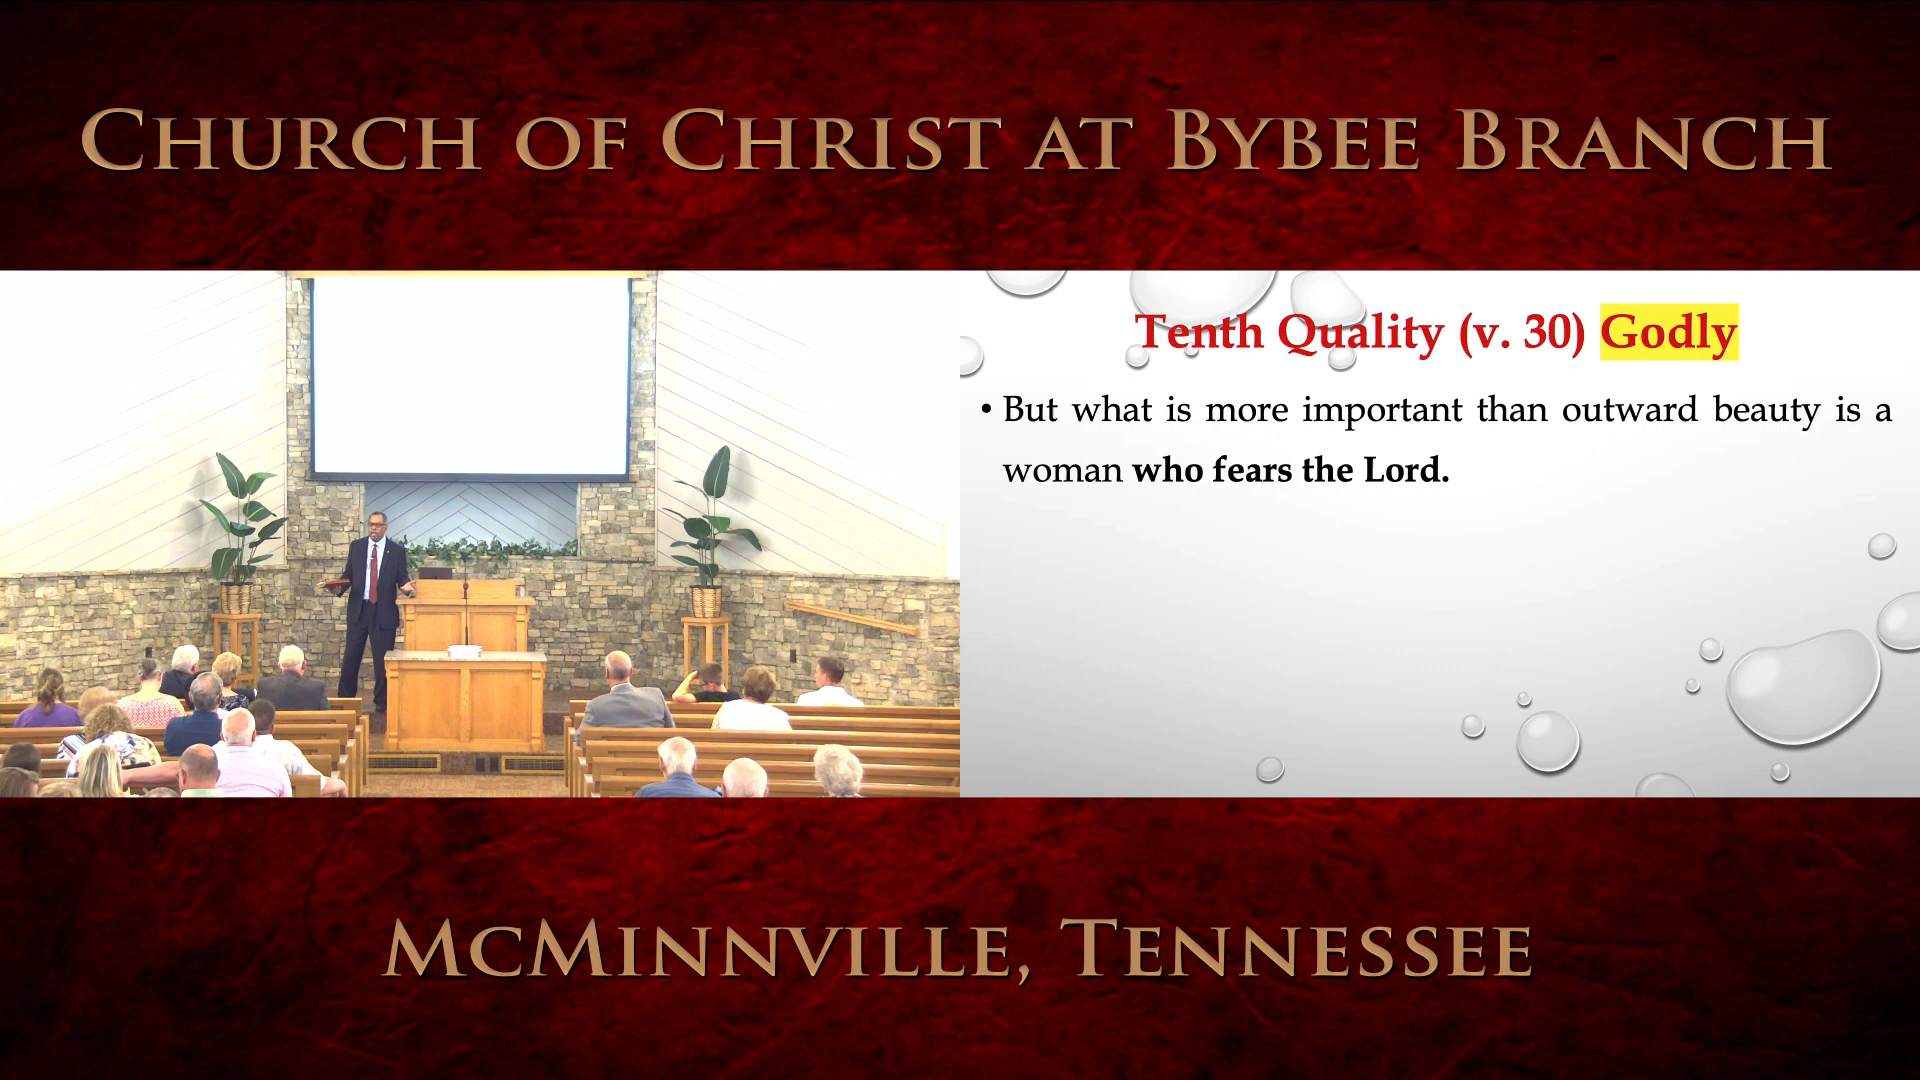 Church of Christ at Bybee Branch
Tenth Quality (v. 30) Godly
• But what is more important than outward beauty is a
woman who fears the Lord.
McMinnville, Tennessee